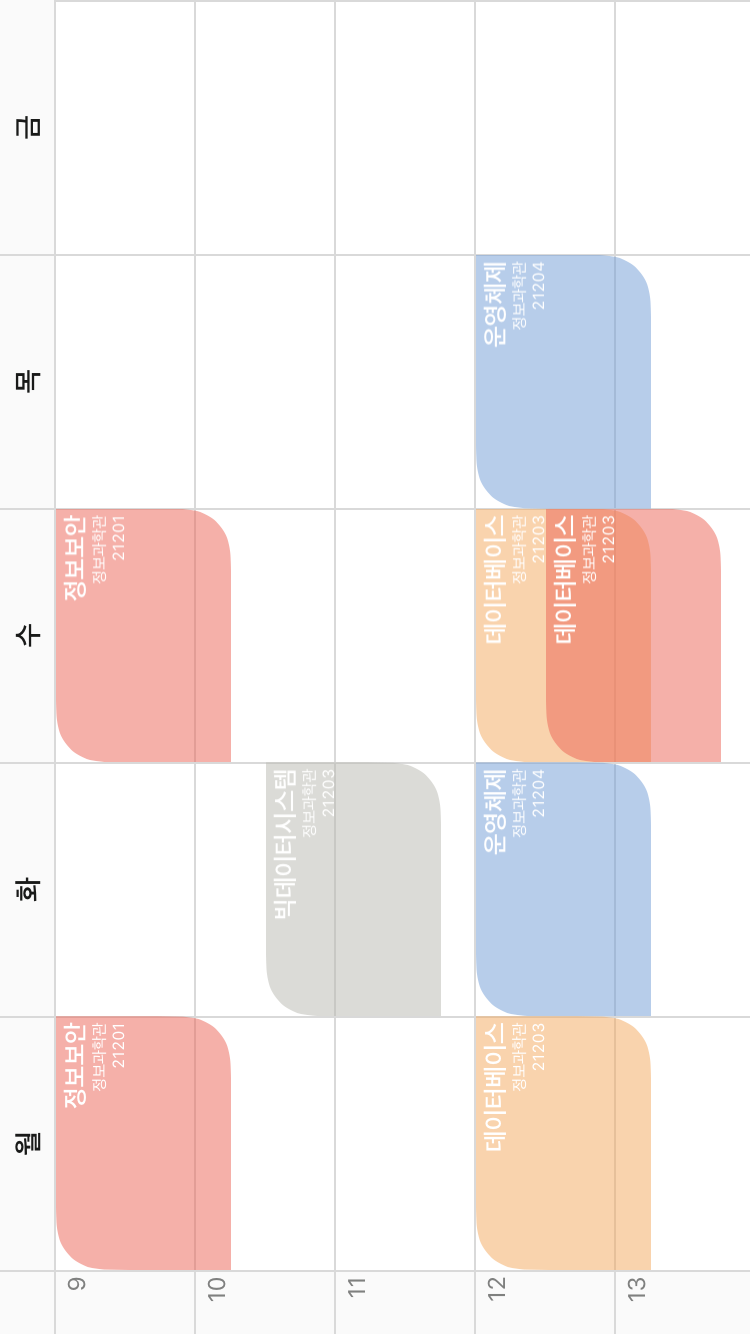 월
화
수
목
금
9
정보보안
정보과학관
21201
정보보안
정보과학관
21201
10
빅데이터시스템
정보과학관
21203
11
12
데이터베이스
정보과학관
21203
운영체제
정보과학관
21204
데이터베이스
정보과학관
21203
운영체제
정보과학관
21204
데이터베이스
정보과학관
21203
13